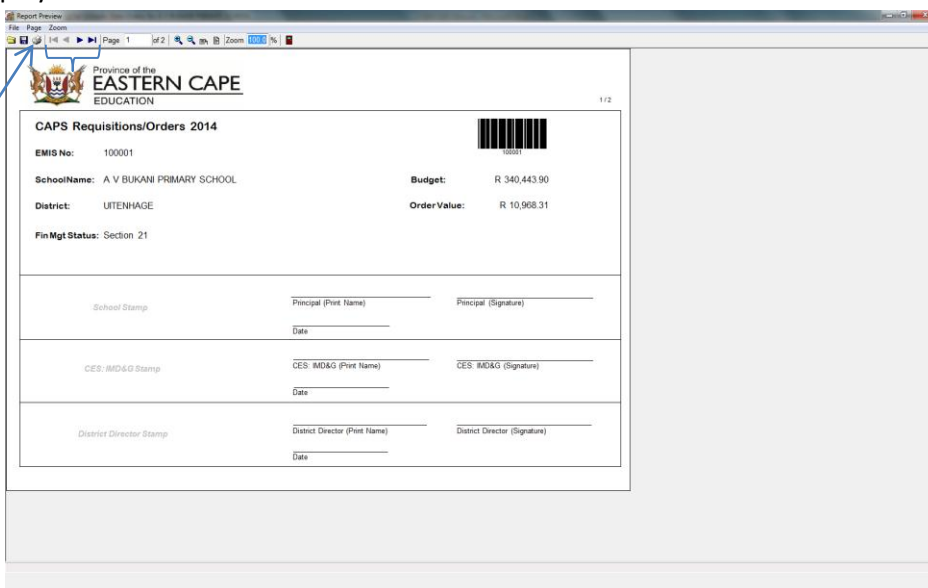 Report Preview
File Page Zoom
Page 1 of 2 Zoom 100.0 %
Province of the
EASTERN CAPE
EDUCATION
1 / 2
CAPS Requisitions/Orders 2014
100001
EMIS No: 100001
SchoolName: A V BUKANI PRIMARY SCHOOL Budget: R 340,443.90
District: UITENHAGE OrderValue: R 10,968.31
Fin Mgt Status: Section 21
School Stamp
Principal (Print Name) Principal (Signature)
Date
CES: IMD&G Stamp
CES: IMD&G (Print Name) CES: IMD&G (Signature)
Date
District Director Stamp
District Director (Print Name) District Director (Signature)
Date